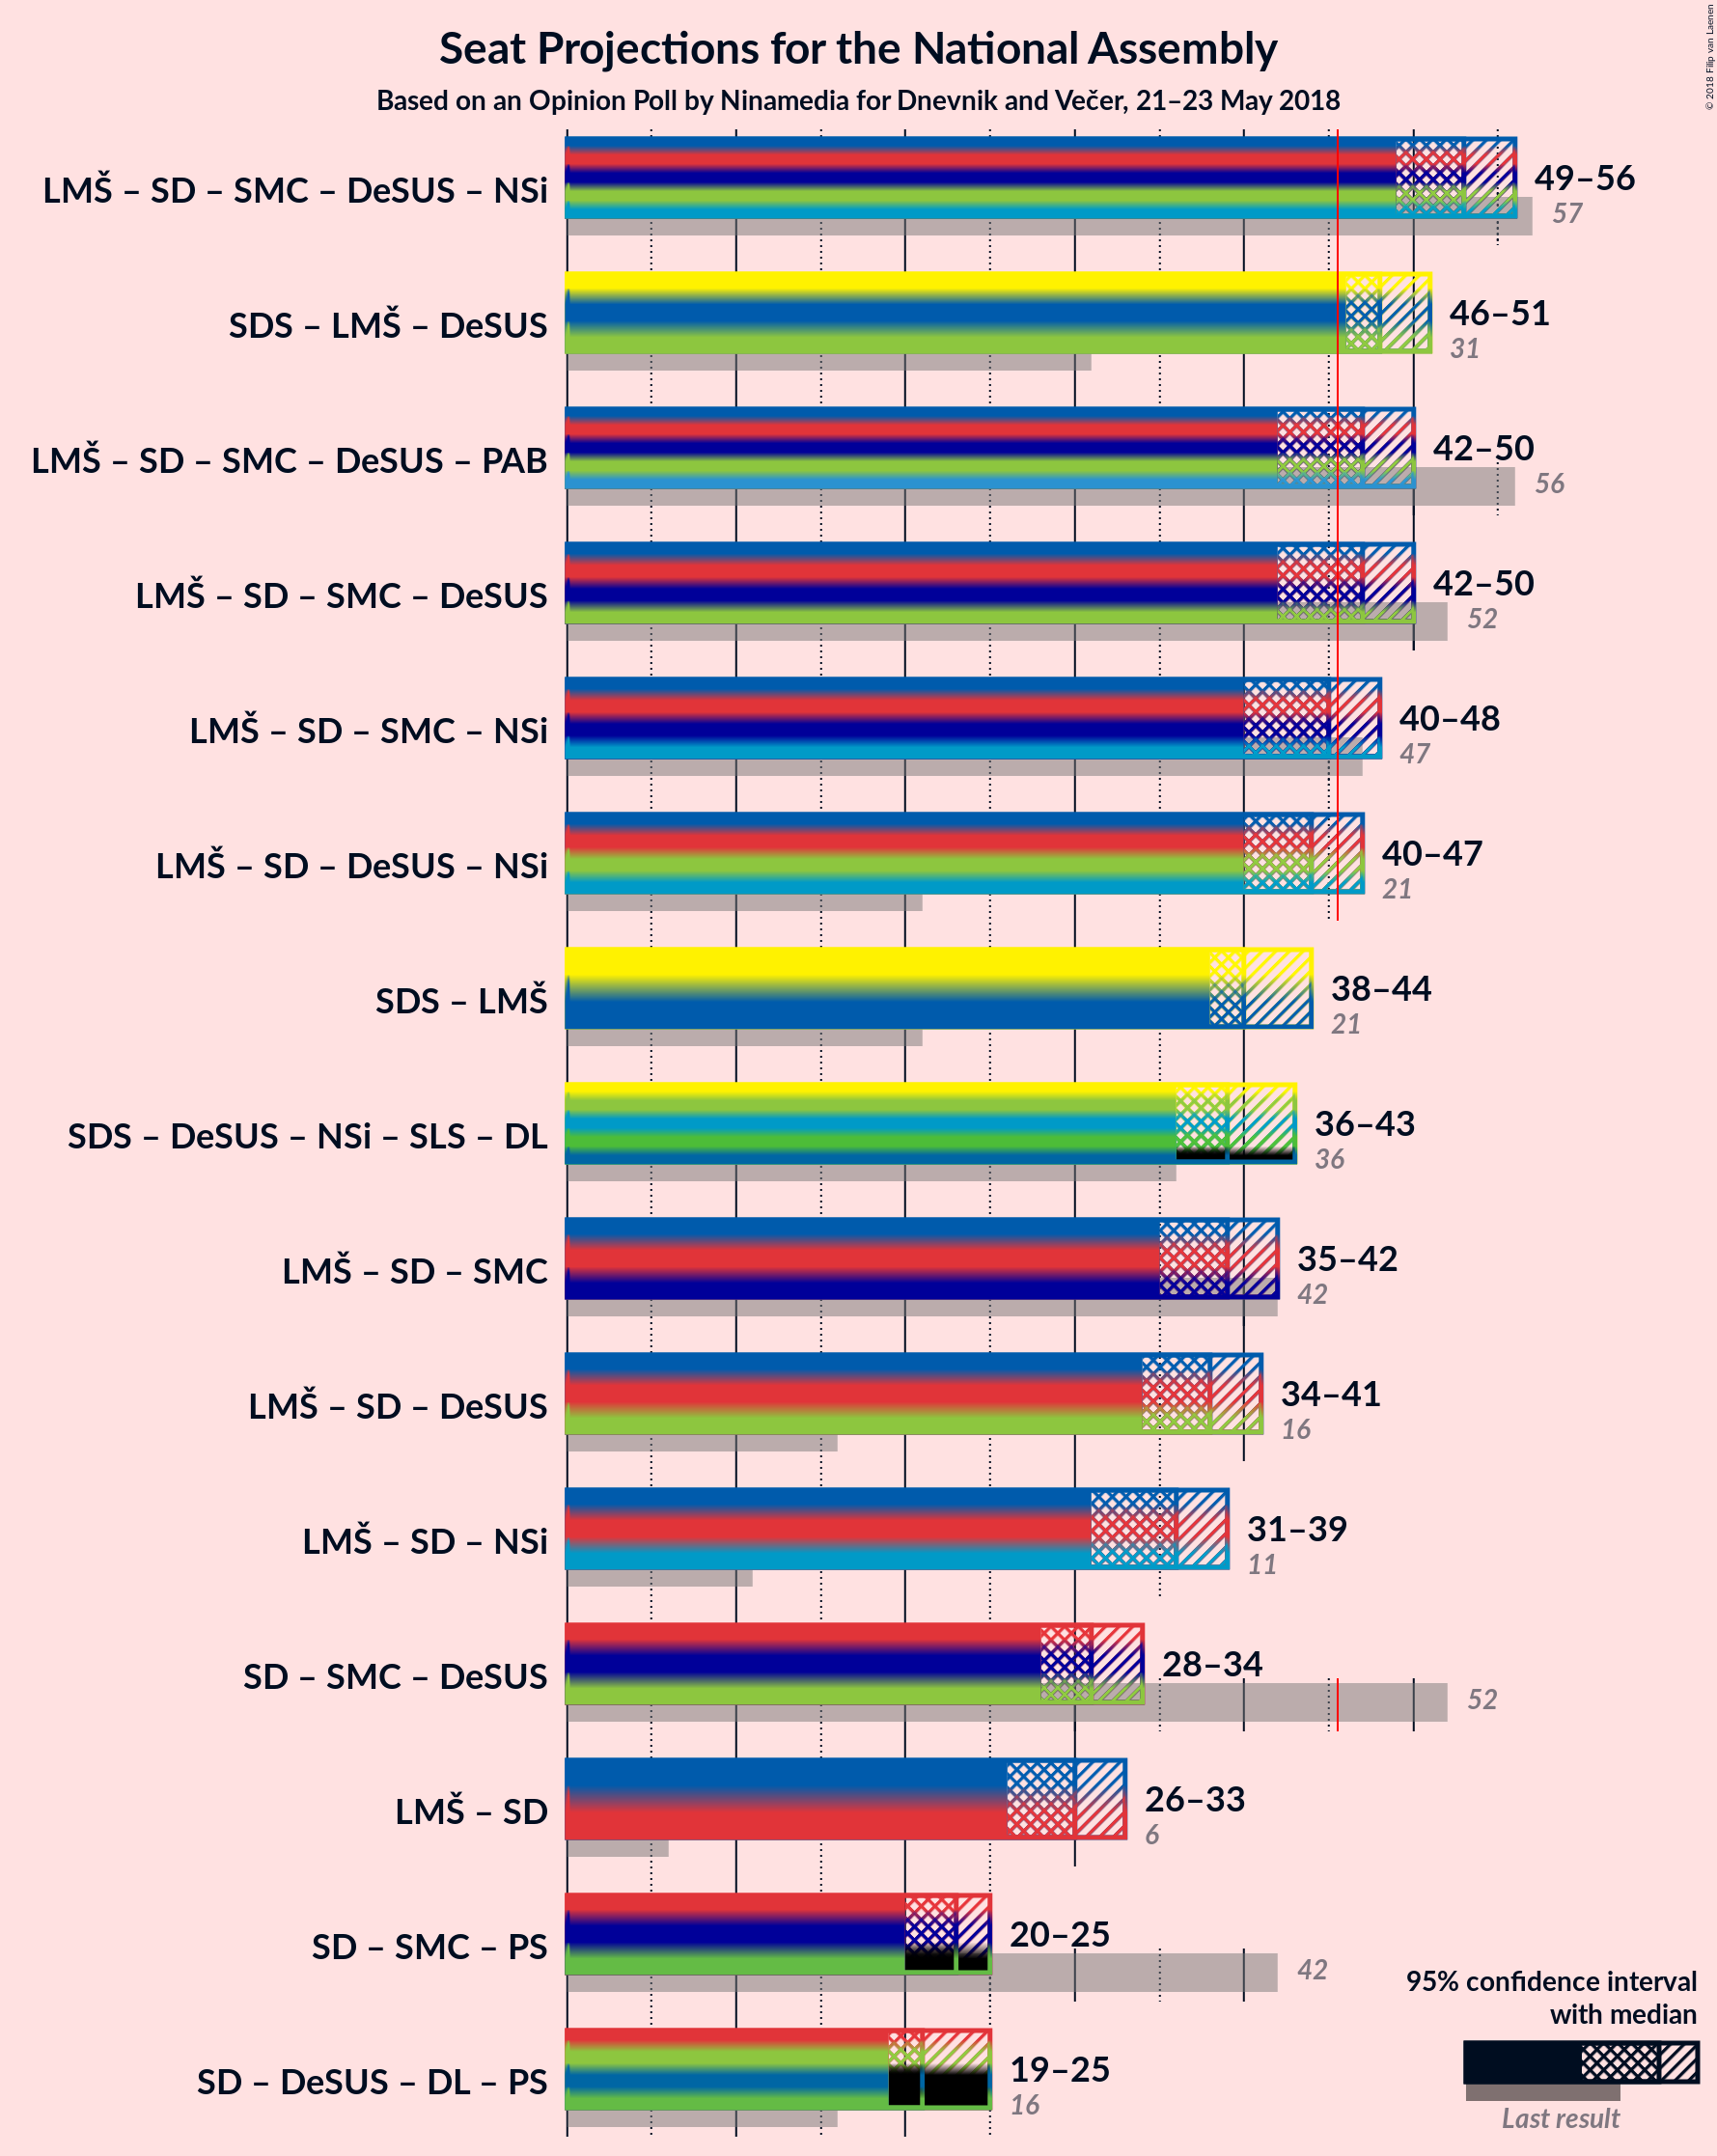 © 2018 Filip van Laenen
Seat Projections for the National Assembly
Based on an Opinion Poll by Ninamedia for Dnevnik and Večer, 21–23 May 2018
LMŠ – SD – SMC – DeSUS – NSi
49–56
57
SDS – LMŠ – DeSUS
46–51
31
LMŠ – SD – SMC – DeSUS – PAB
42–50
56
LMŠ – SD – SMC – DeSUS
42–50
52
LMŠ – SD – SMC – NSi
40–48
47
LMŠ – SD – DeSUS – NSi
40–47
21
SDS – LMŠ
38–44
21
SDS – DeSUS – NSi – SLS – DL
36–43
36
LMŠ – SD – SMC
35–42
42
LMŠ – SD – DeSUS
34–41
16
LMŠ – SD – NSi
31–39
11
SD – SMC – DeSUS
28–34
52
LMŠ – SD
26–33
6
SD – SMC – PS
20–25
42
SD – DeSUS – DL – PS
19–25
16
95% confidence interval
with median
Last result